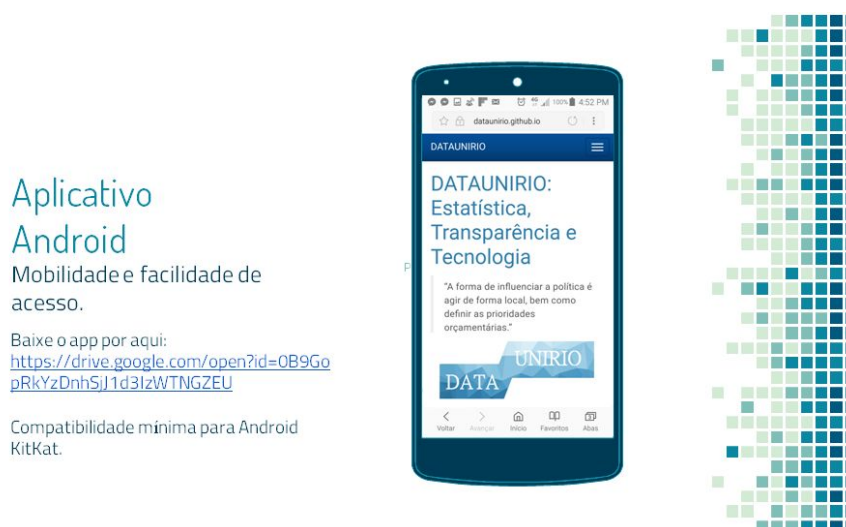 Aplicativo
Android
Mobilidade e facilidade de
acesso.
Baixe o app por aqui:
https://drive.google.com/open?id=0B9Go
pRkYzDnhSjJ1d3IzWTNGZEU
Compatibilidade mínima para Android
KitKat.
P
100% 4:52 PM
dataunirio.github.io
DATAUNIRIO
DATAUNIRIO:
Estatística,
Transparência e
Tecnologia
"A forma de influenciar a política é
agir de forma local, bem como
definir as prioridades
orçamentárias."
UNIRIO
DATA
Voltar Avançar Início Favoritos Abas